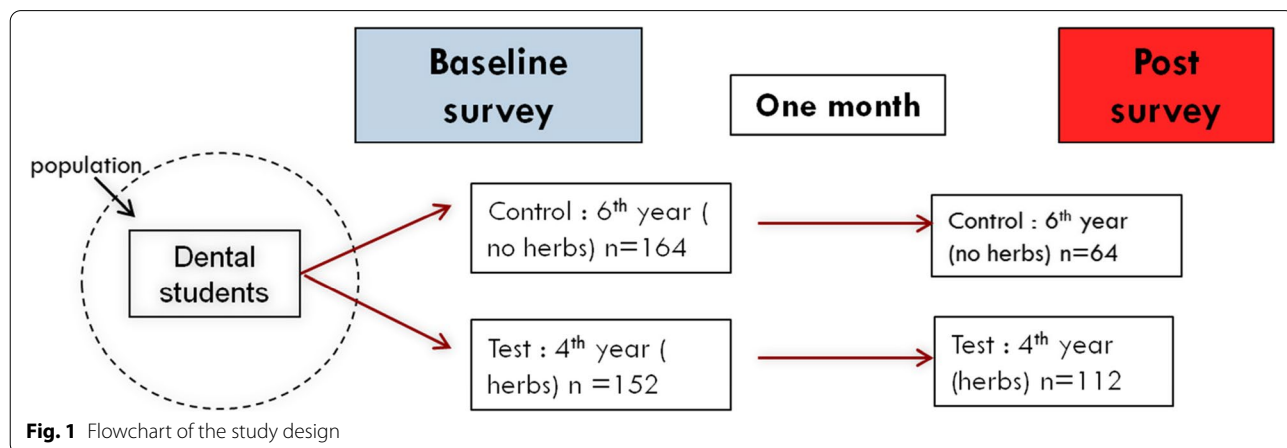 Baseline
survey
One month
Post
survey
population
Dental
students
Control : 6th year (
no herbs) n=164
Control : 6th year
(no herbs) n=64
Test : 4th year (
herbs) n =152
Test : 4th year
(herbs) n=112
Fig. 1 Flowchart of the study design